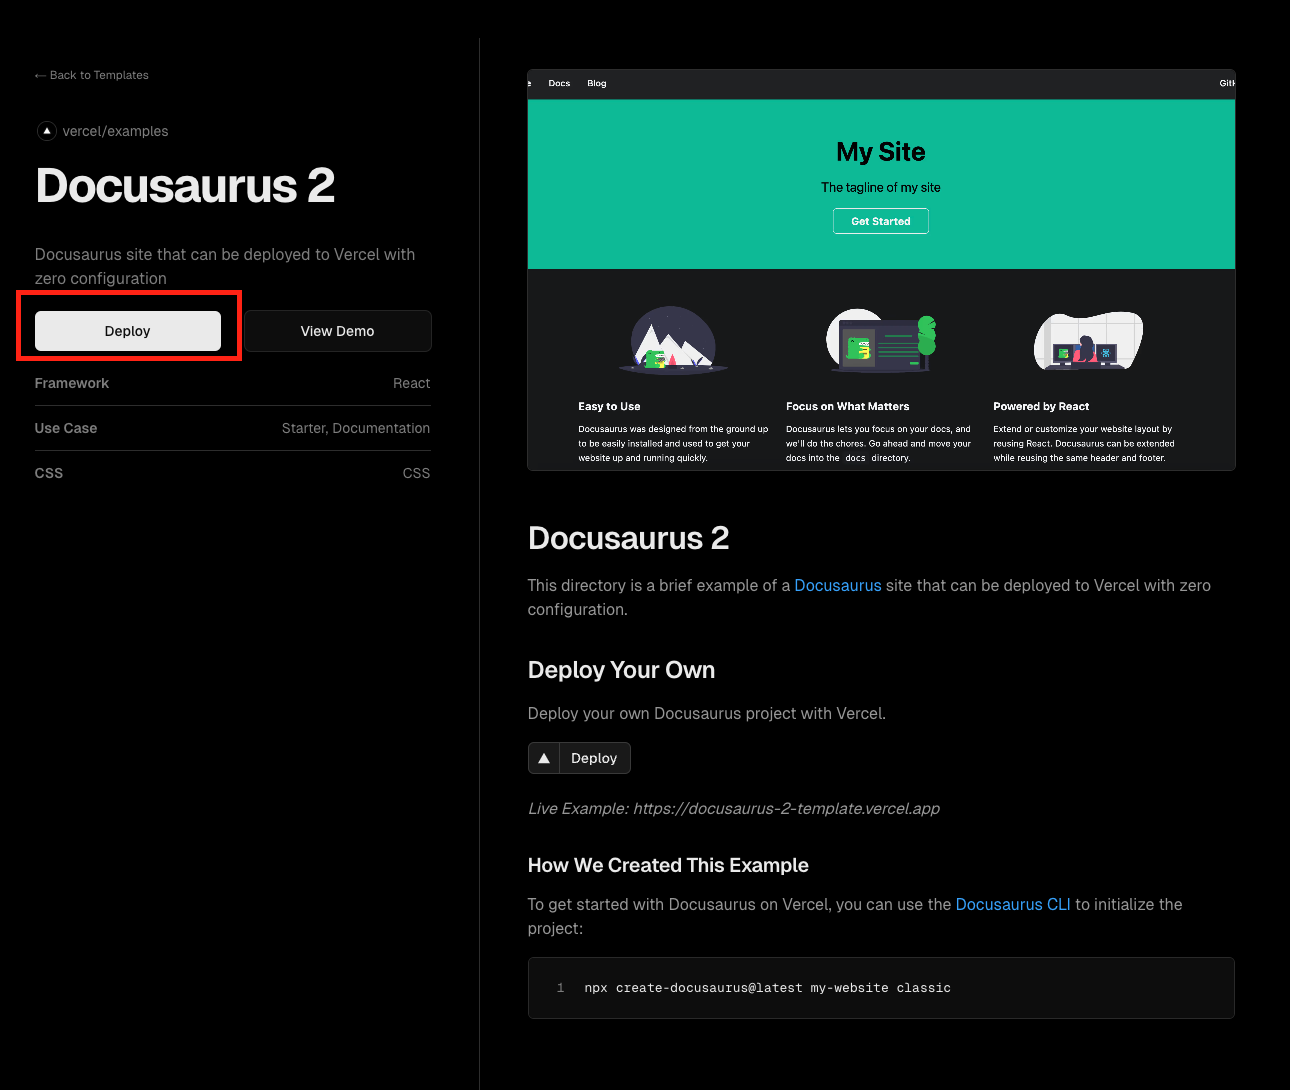 ← Back to Templates
vercel/examples
Docusaurus 2
Docusaurus site that can be deployed to Vercel with
zero configuration
Deploy
View Demo
Framework
React
Use Case
Starter, Documentation
CSS
CSS
Docs
Blog
My Site
The tagline of my site
Get Started
Easy to Use
Docusaurus was designed from the ground up
to be easily installed and used to get your
website up and running quickly.
Focus on What Matters
Docusaurus lets you focus on your docs, and
we'll do the chores. Go ahead and move your
docs into the docs directory.
Powered by React
Extend or customize your website layout by
reusing React. Docusaurus can be extended
while reusing the same header and footer.
Docusaurus 2
This directory is a brief example of a Docusaurus site that can be deployed to Vercel with zero
configuration.
Deploy Your Own
Deploy your own Docusaurus project with Vercel.
Deploy
Live Example: https://docusaurus-2-template.vercel.app
How We Created This Example
To get started with Docusaurus on Vercel, you can use the Docusaurus CLI to initialize the
project:
1 npx create-docusaurus@latest my-website classic